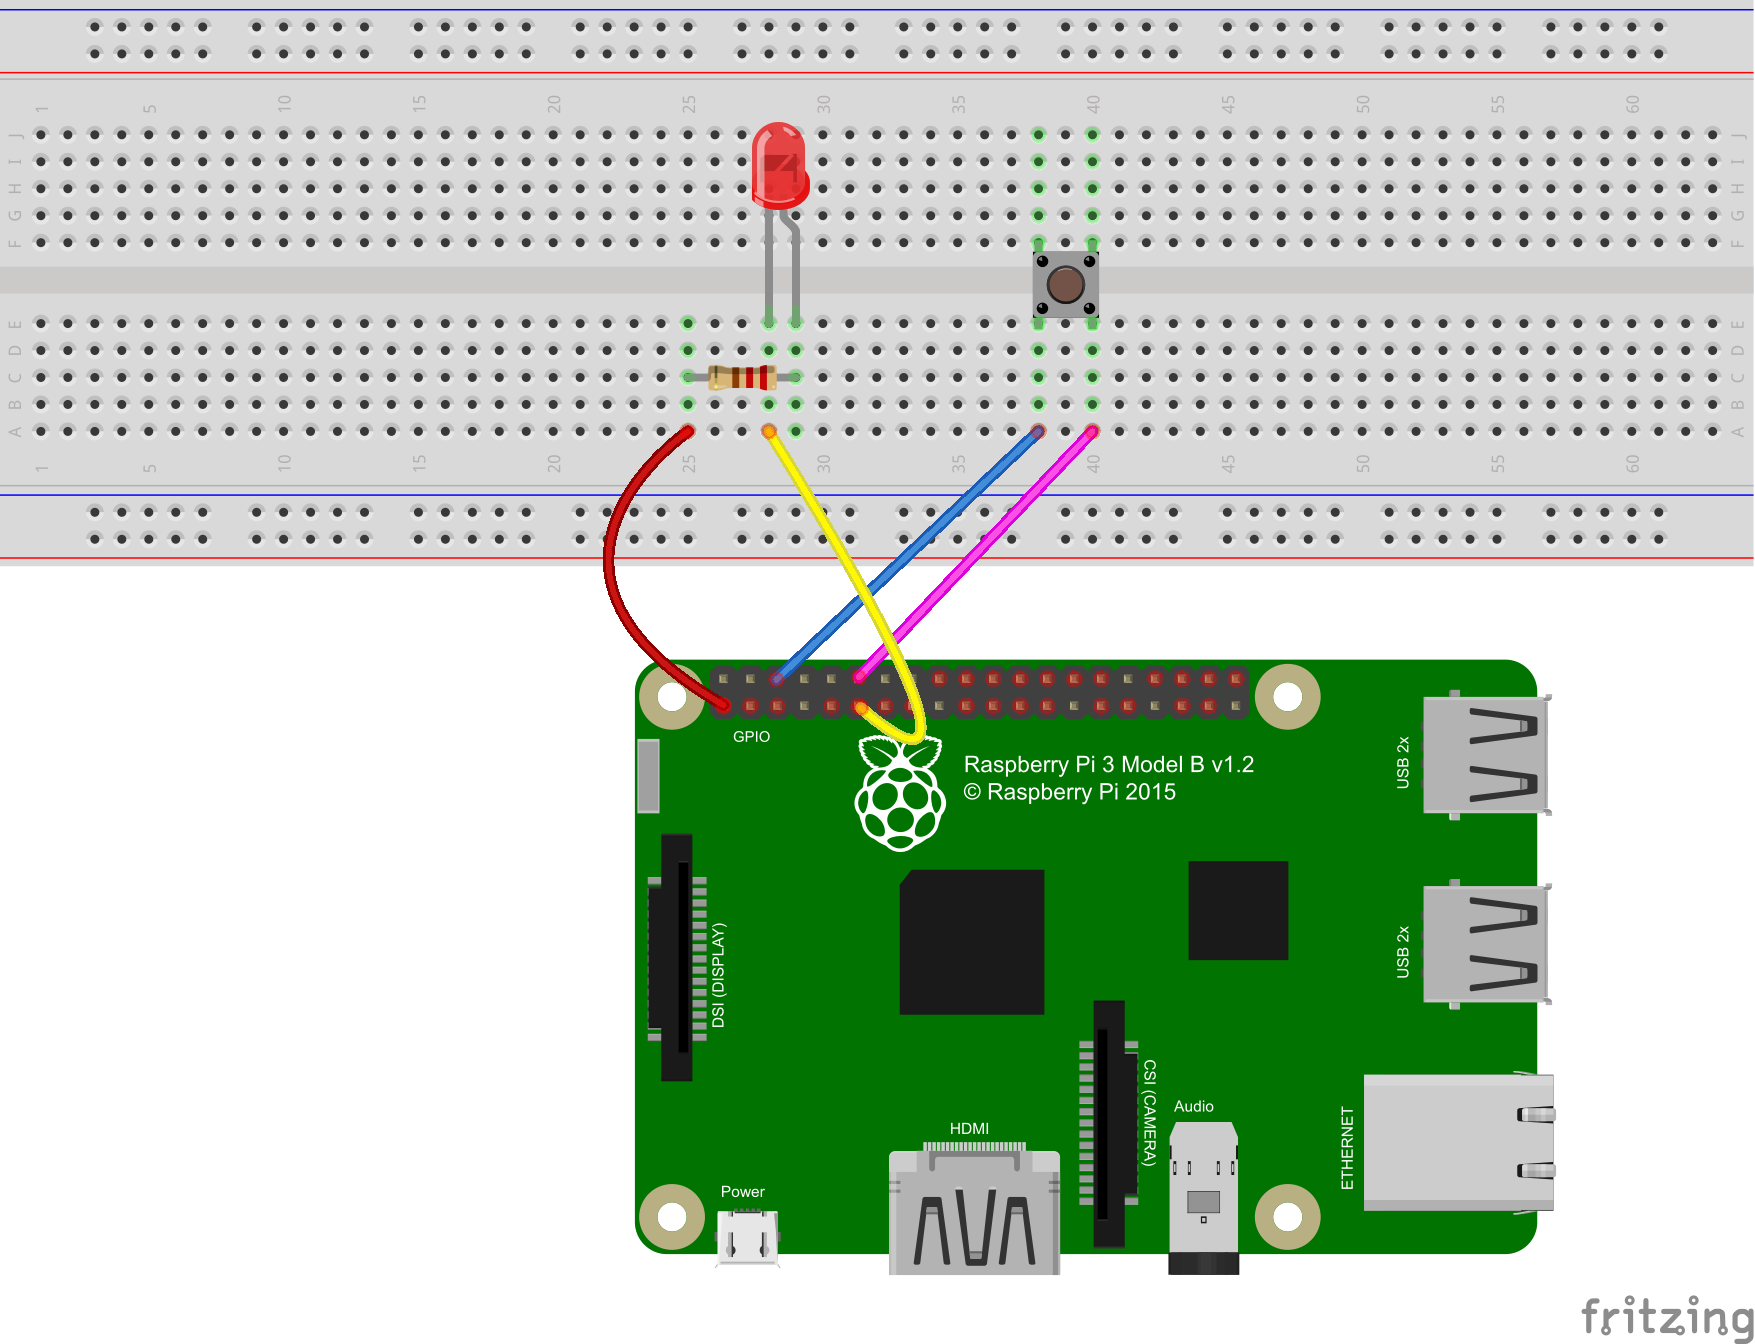 1 5 10 15 20 25 30 35 40 45 50 55 60
J J
I I
H H
G G
F F
E E
D D
C C
B B
A A
1 5 10 15 20 25 30 35 40 45 50 55 60
GPIO
Raspberry Pi 3 Model B v1.2
© Raspberry Pi 2015
USB 2x
DSI (DISPLAY)
USB 2x
CSI (CAMERA)
Audio
HDMI
ETHERNET
Power
fritzing